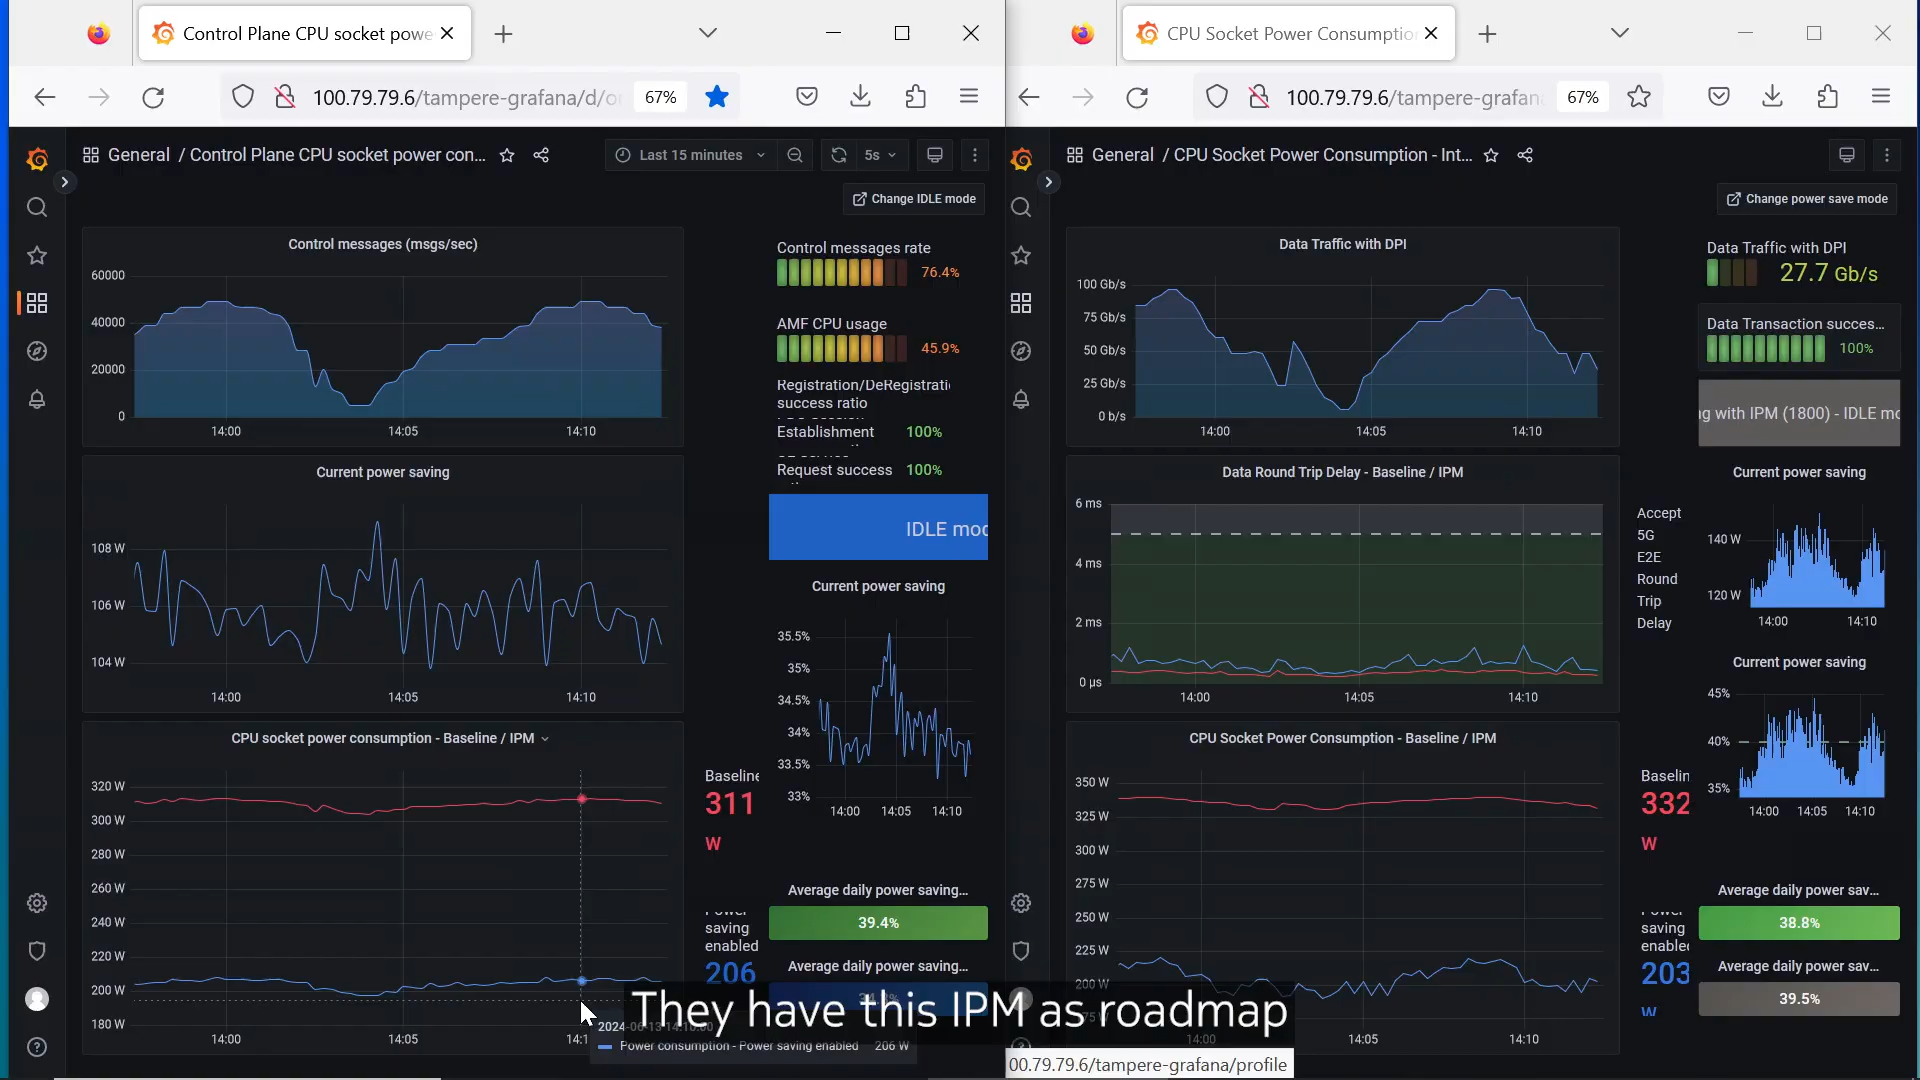 Control Plane CPU socket powe
CPU Socket Power Consumptio
100.79.79.6/tampere-grafana/d/o
67%
100.79.79.6/tampere-grafan
67%
General / Control Plane CPU socket power con...
Last 15 minutes
5s
Change IDLE mode
Control messages (msgs/sec)
60000
40000
20000
0
14:00
14:05
14:10
Control messages rate
76.4%
AMF CPU usage
45.9%
Registration/DeRegistrati
success ratio
Establishment
100%
Request success
100%
IDLE moc
Current power saving
108 W
106 W
104 W
14:00
14:05
14:10
Current power saving
35.5%
35%
34.5%
34%
33.5%
33%
14:00
14:05
14:10
CPU socket power consumption - Baseline / IPM
320 W
300 W
280 W
260 W
240 W
220 W
200 W
180 W
14:00
14:05
14:1
Baseline
311
W
saving
enabled
206
Average daily power saving...
39.4%
Average daily power saving...
Power consumption - Power saving enabled 206 W
General / CPU Socket Power Consumption - Int...
Change power save mode
Data Traffic with DPI
100 Gb/s
75 Gb/s
50 Gb/s
25 Gb/s
0 b/s
14:00
14:05
14:10
Data Traffic with DPI
27.7 Gb/s
Data Transaction succes...
100%
g with IPM (1800) - IDLE mo
Data Round Trip Delay - Baseline / IPM
6 ms
4 ms
2 ms
0 µs
14:00
14:05
14:10
Accept
5G
E2E
Round
Trip
Delay
Current power saving
140 W
120 W
14:00
14:10
Current power saving
45%
40%
35%
14:00
14:05
14:10
CPU Socket Power Consumption - Baseline / IPM
350 W
325 W
300 W
275 W
250 W
225 W
200 W
14:00
14:05
14:10
Baselin
332
W
saving
enable
203
W
Average daily power sav...
38.8%
Average daily power sav...
39.5%
They have this IPM as roadmap
00.79.79.6/tampere-grafana/profile